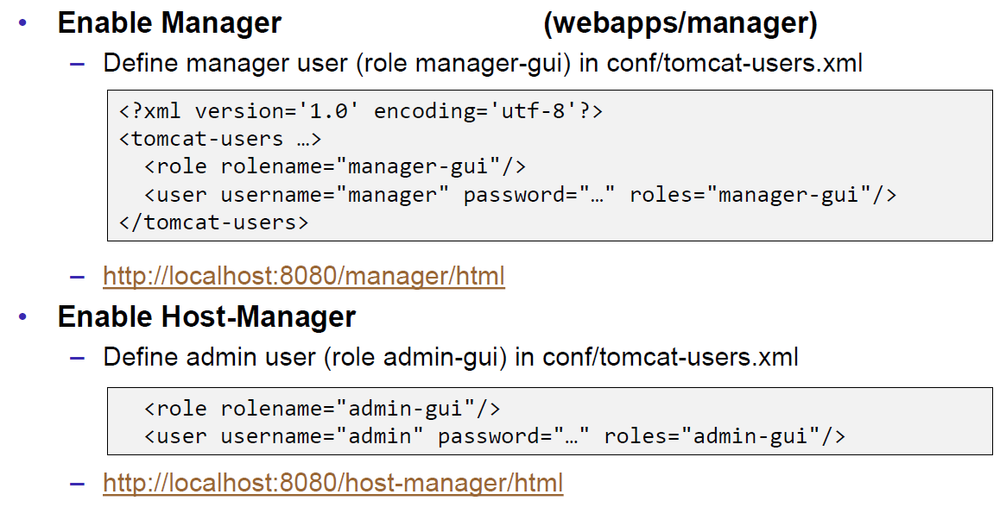 • Enable Manager (webapps/manager)
– Define manager user (role manager-gui) in conf/tomcat-users.xml
<?xml version='1.0' encoding='utf-8'?>
<tomcat-users …>
  <role rolename="manager-gui"/>
  <user username="manager" password="…" roles="manager-gui"/>
</tomcat-users>
– http://localhost:8080/manager/html
• Enable Host-Manager
– Define admin user (role admin-gui) in conf/tomcat-users.xml
  <role rolename="admin-gui"/>
  <user username="admin" password="…" roles="admin-gui"/>
– http://localhost:8080/host-manager/html